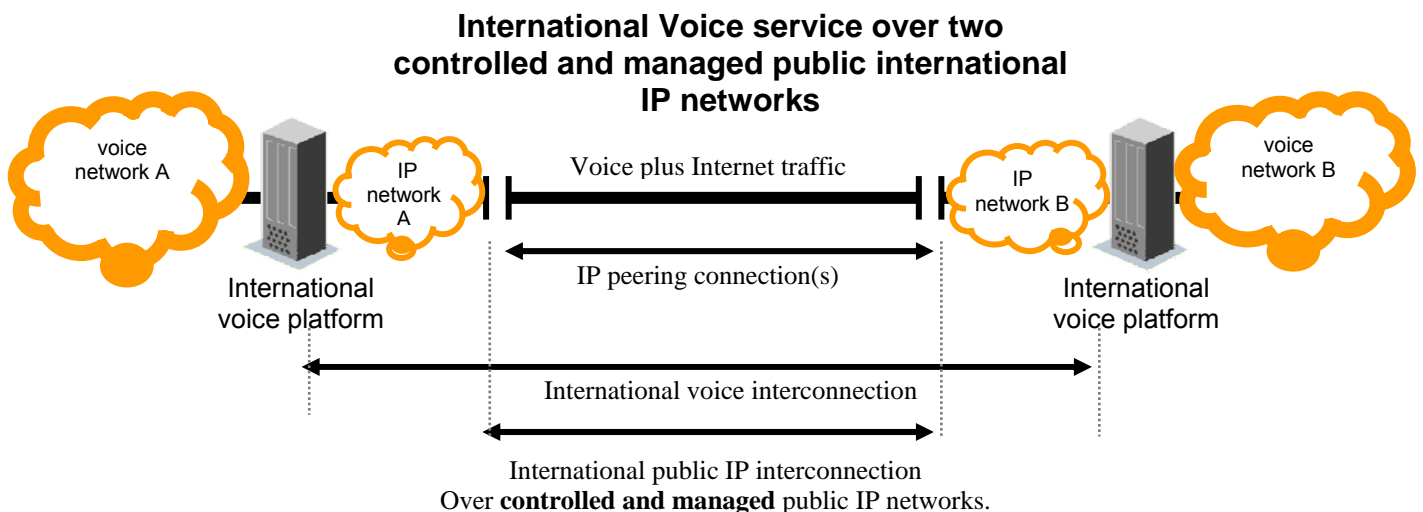 International Voice service over two
controlled and managed public international
IP networks
voice
network A
IP
network
A
Voice plus Internet traffic
IP
network B
voice
network B
IP peering connection(s)
International
voice platform
International
voice platform
International voice interconnection
International public IP interconnection
Over controlled and managed public IP networks.